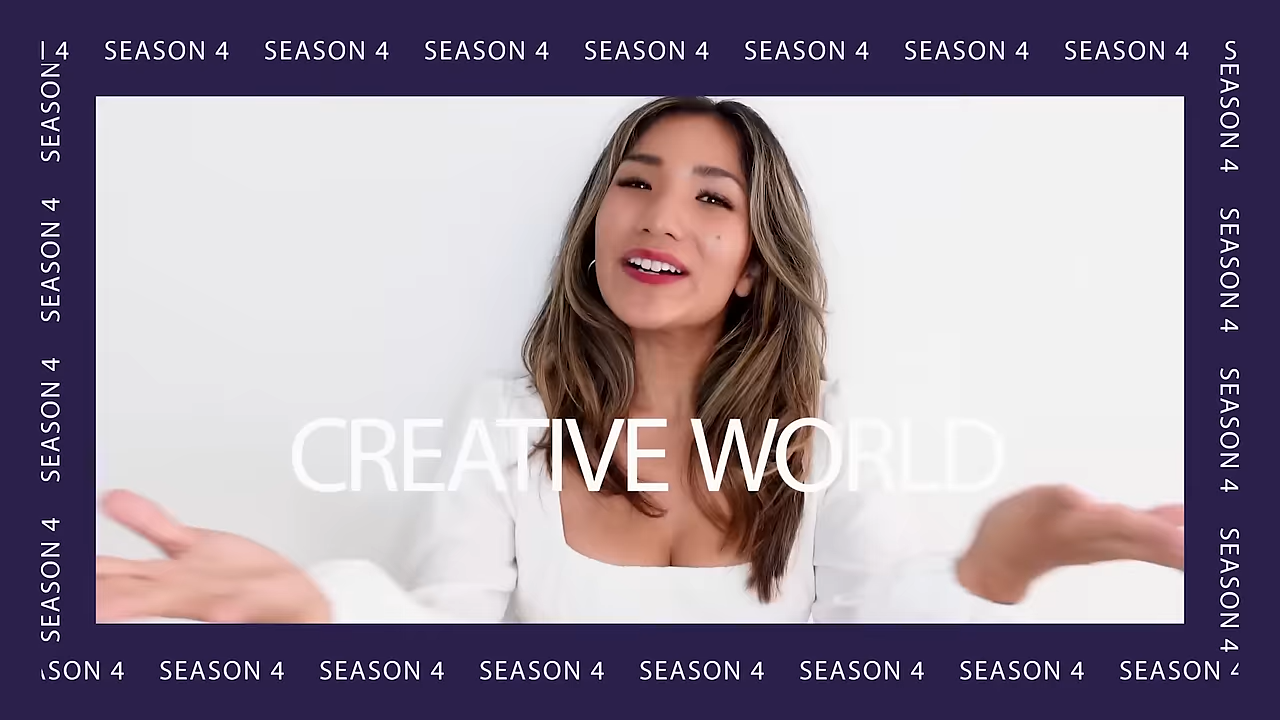 4 SEASON 4 SEASON 4 SEASON 4 SEASON 4 SEASON 4 SEASON 4 SEASON 4
SEASON SEASON 4 SEASON 4 SEASON 4
CREATIVE WORLD
SEASON 4 SEASON 4 SEASON 4 SEASON 4
SON 4 SEASON 4 SEASON 4 SEASON 4 SEASON 4 SEASON 4 SEASON 4 SEASON